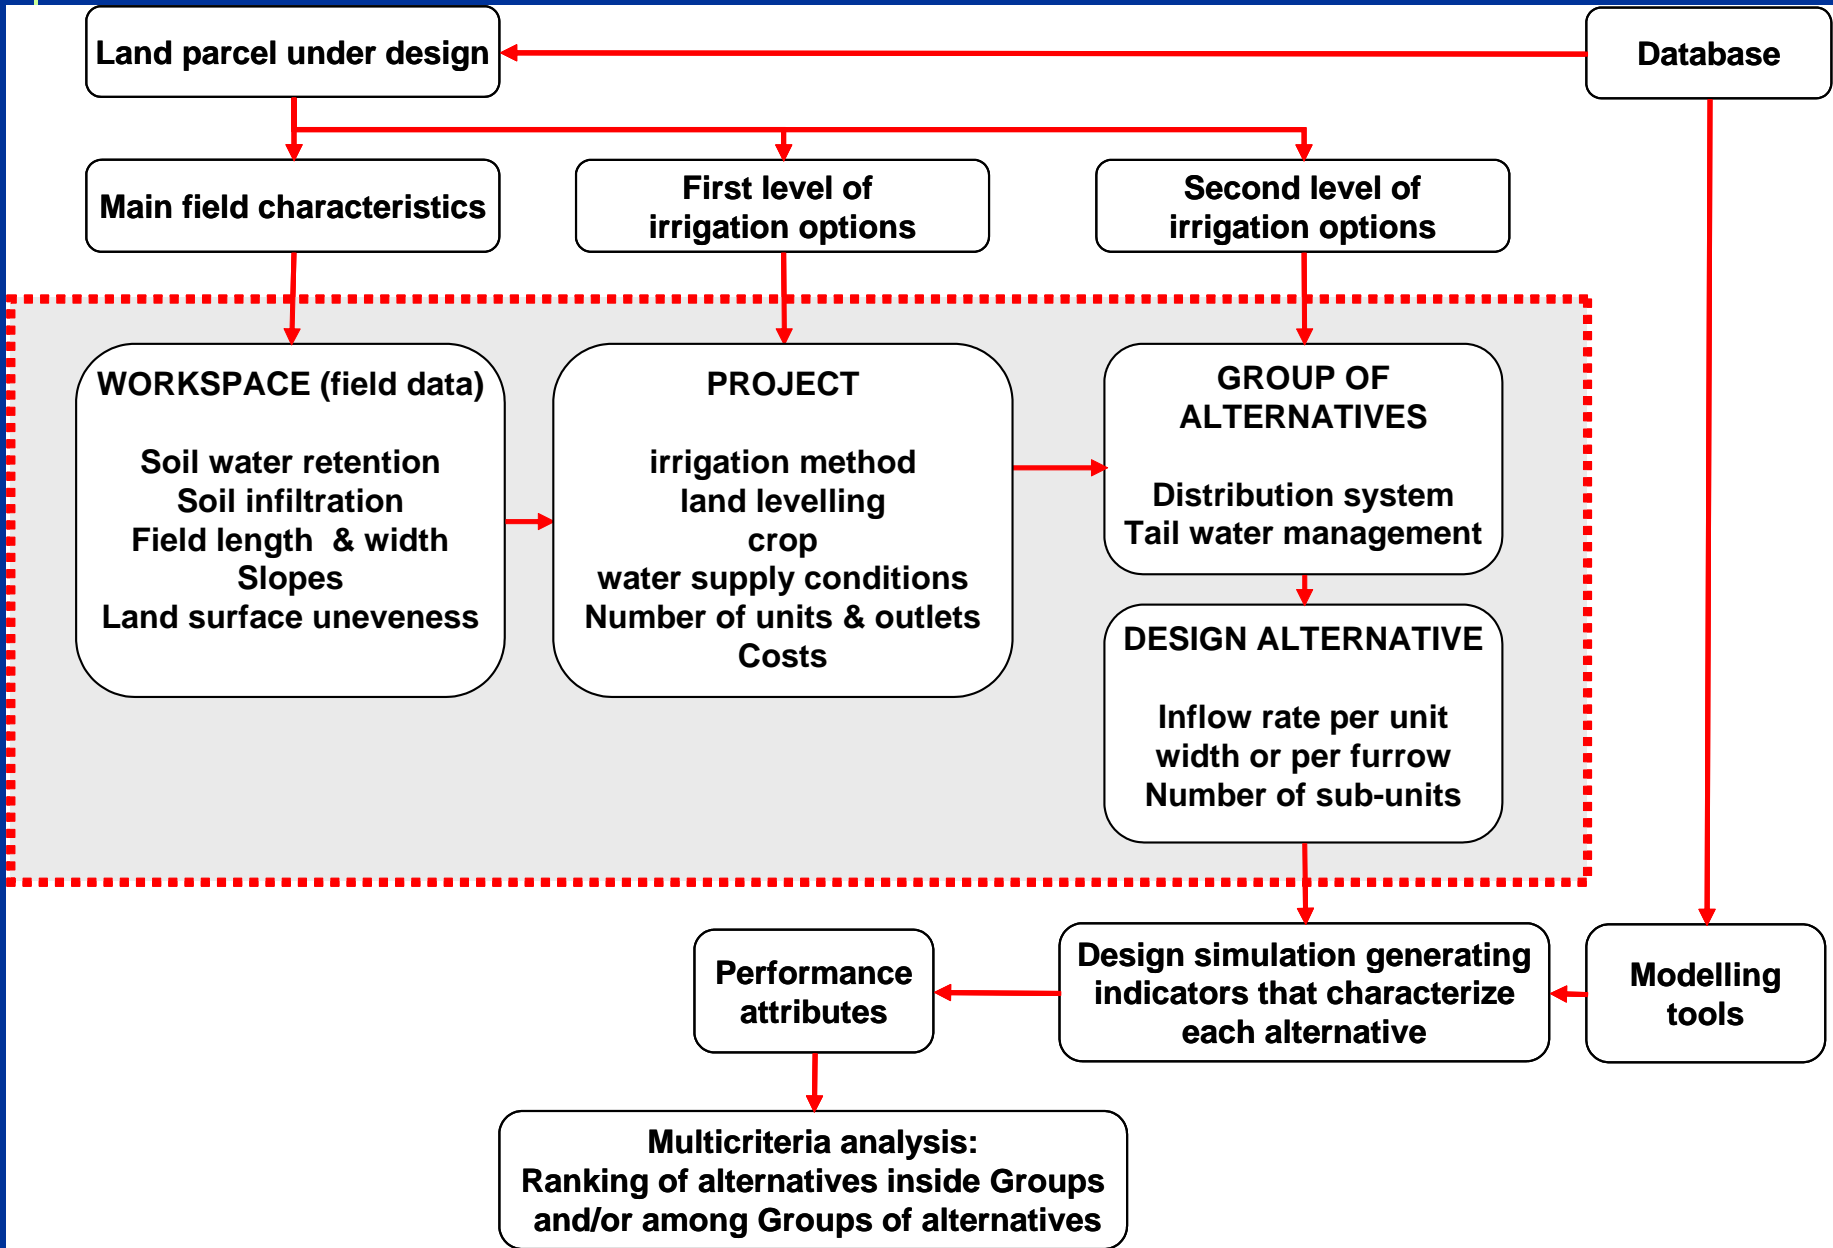 Land parcel under design
Database
Main field characteristics
First level of
irrigation options
Second level of
irrigation options
WORKSPACE (field data)
Soil water retention
Soil infiltration
Field length & width
Slopes
Land surface uneveness
PROJECT
irrigation method
land levelling
crop
water supply conditions
Number of units & outlets
Costs
GROUP OF
ALTERNATIVES
Distribution system
Tail water management
DESIGN ALTERNATIVE
Inflow rate per unit
width or per furrow
Number of sub-units
Performance
attributes
Design simulation generating
indicators that characterize
each alternative
Modelling
tools
Multicriteria analysis:
Ranking of alternatives inside Groups
and/or among Groups of alternatives